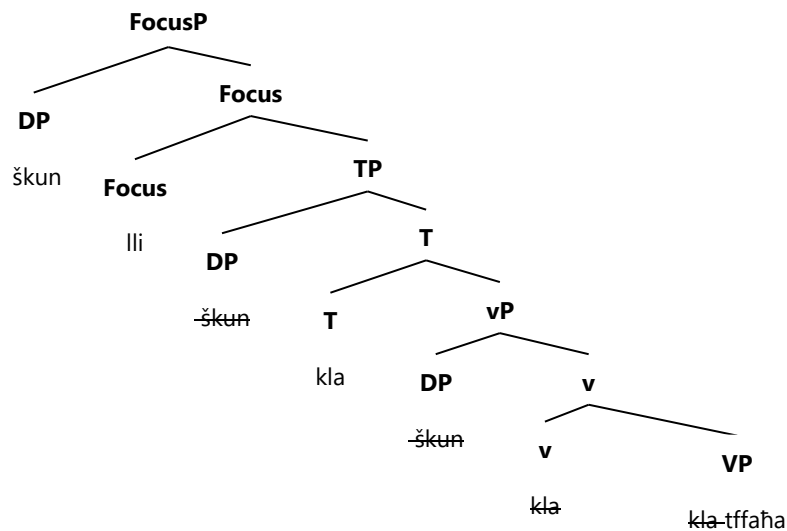 FocusP
DP
Focus
škun
Focus
TP
lli
DP
T
škun
T
vP
kla
DP
v
škun
v
VP
kla
kla tffaħa